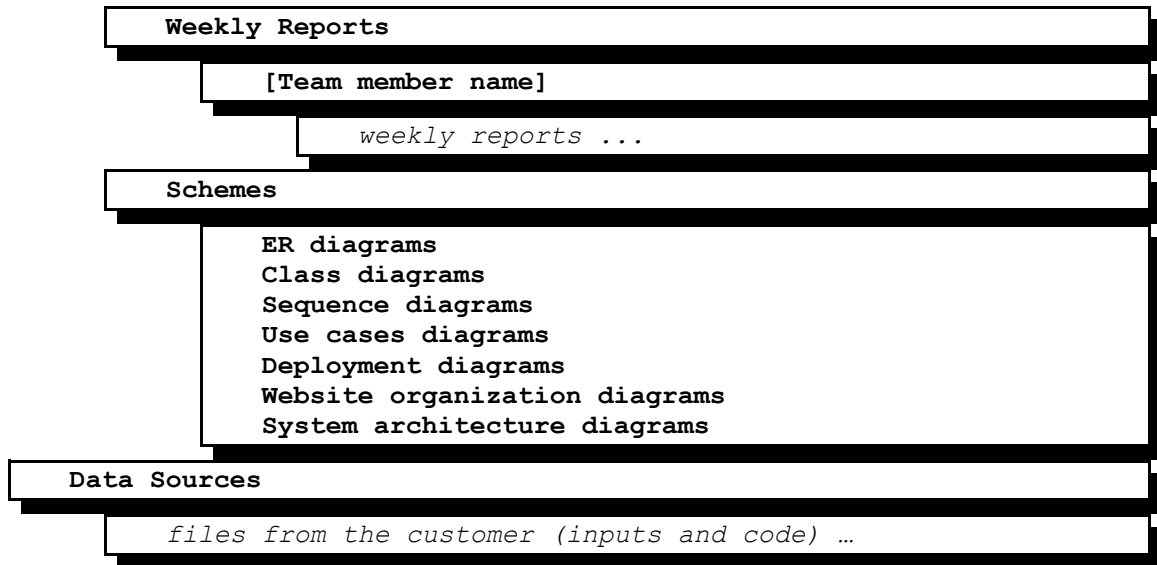 Weekly Reports
[Team member name]
weekly reports ...
Schemes
ER diagrams
Class diagrams
Sequence diagrams
Use cases diagrams
Deployment diagrams
Website organization diagrams
System architecture diagrams
Data Sources
files from the customer (inputs and code) …